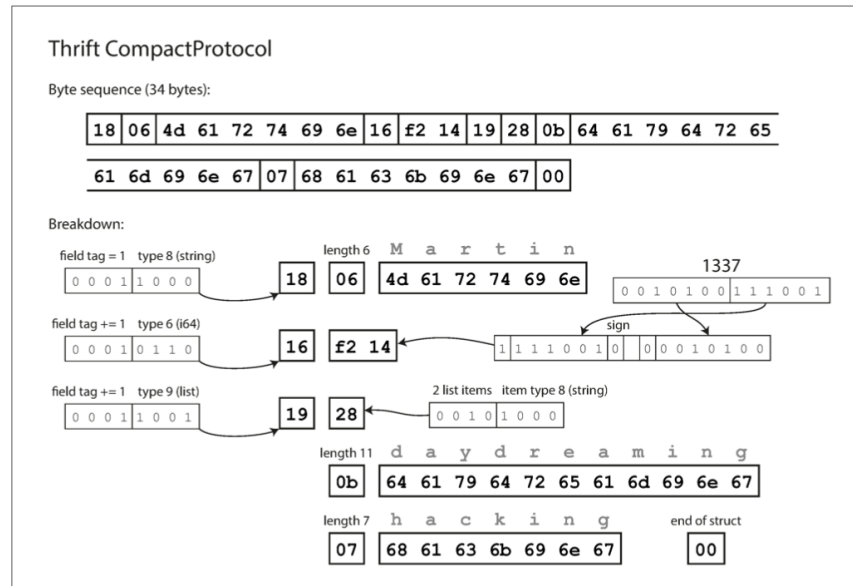 Thrift CompactProtocol
Byte sequence (34 bytes):
18 06 4d 61 72 74 69 6e 16 f2 14 19 28 0b 64 61 79 64 72 65
61 6d 69 6e 67 07 68 61 63 6b 69 6e 67 00
Breakdown:
length 6 M a r t i n
field tag = 1 type 8 (string)
0 0 0 1 1 0 0 0
18 06 4d 61 72 74 69 6e
1337
0 0 1 0 1 0 0 1 1 1 0 0 1
field tag += 1 type 6 (i64)
sign
0 0 0 1 0 1 1 0
16 f2 14
1 1 1 1 0 0 1 0 0 0 0 1 0 1 0 0
field tag += 1 type 9 (list)
2 list items item type 8 (string)
0 0 0 1 1 0 0 1
19 28
0 0 1 0 1 0 0 0
length 11 d a y d r e a m i n g
0b 64 61 79 64 72 65 61 6d 69 6e 67
length 7 h a c k i n g end of struct
07 68 61 63 6b 69 6e 67 00